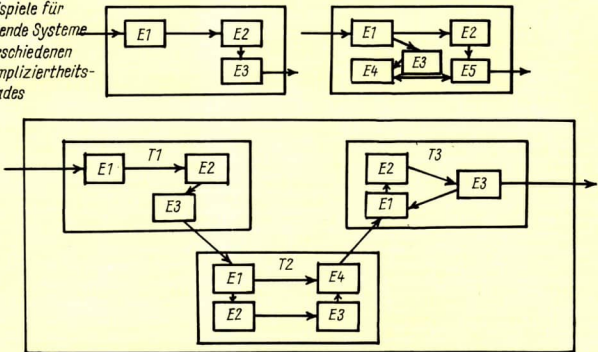 spiele für
ende Systeme
schiedenen
mpliziertheits-
des
E1 E2
E3
E1 E2
E3
E4 E5
T1
E1 E2
E3
T3
E2
E3
E1
T2
E1 E4
E2 E3